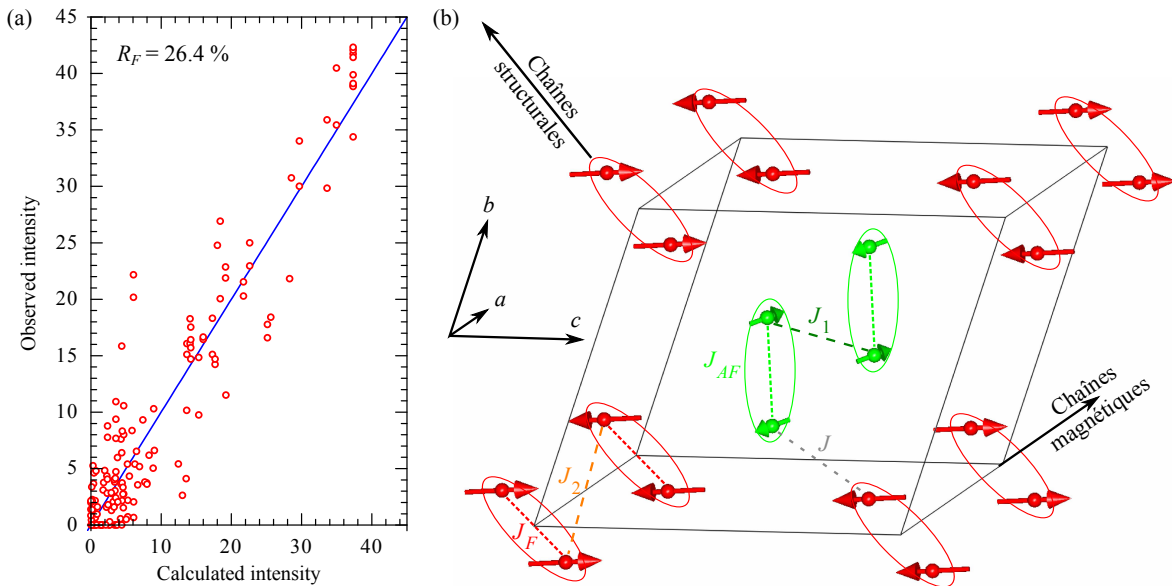 (a)
45
40
35
30
25
20
15
10
5
0
R_F = 26.4 %
Observed intensity
0
10
20
30
40
Calculated intensity
(b)
Chaînes
structurales
b
a
c
J_1
J_AF
J
J_2
J_F
Chaînes
magnétiques